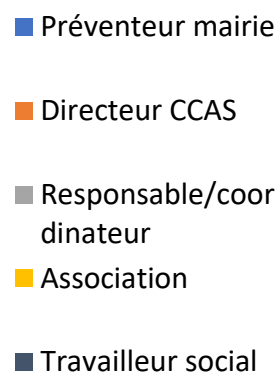 Préventeur mairie
Directeur CCAS
Responsable/coor
dinateur
Association
Travailleur social